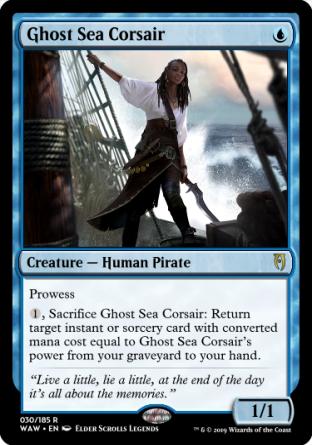 Ghost Sea Corsair
Creature — Human Pirate
Prowess
1, Sacrifice Ghost Sea Corsair: Return
target instant or sorcery card with converted
mana cost equal to Ghost Sea Corsair's
power from your graveyard to your hand.
"Live a little, lie a little, at the end of the day
it's all about the memories."
1/1
030/185 R
WAW • EN ELDER SCROLLS LEGENDS
™ & © 2019 Wizards of the Coast